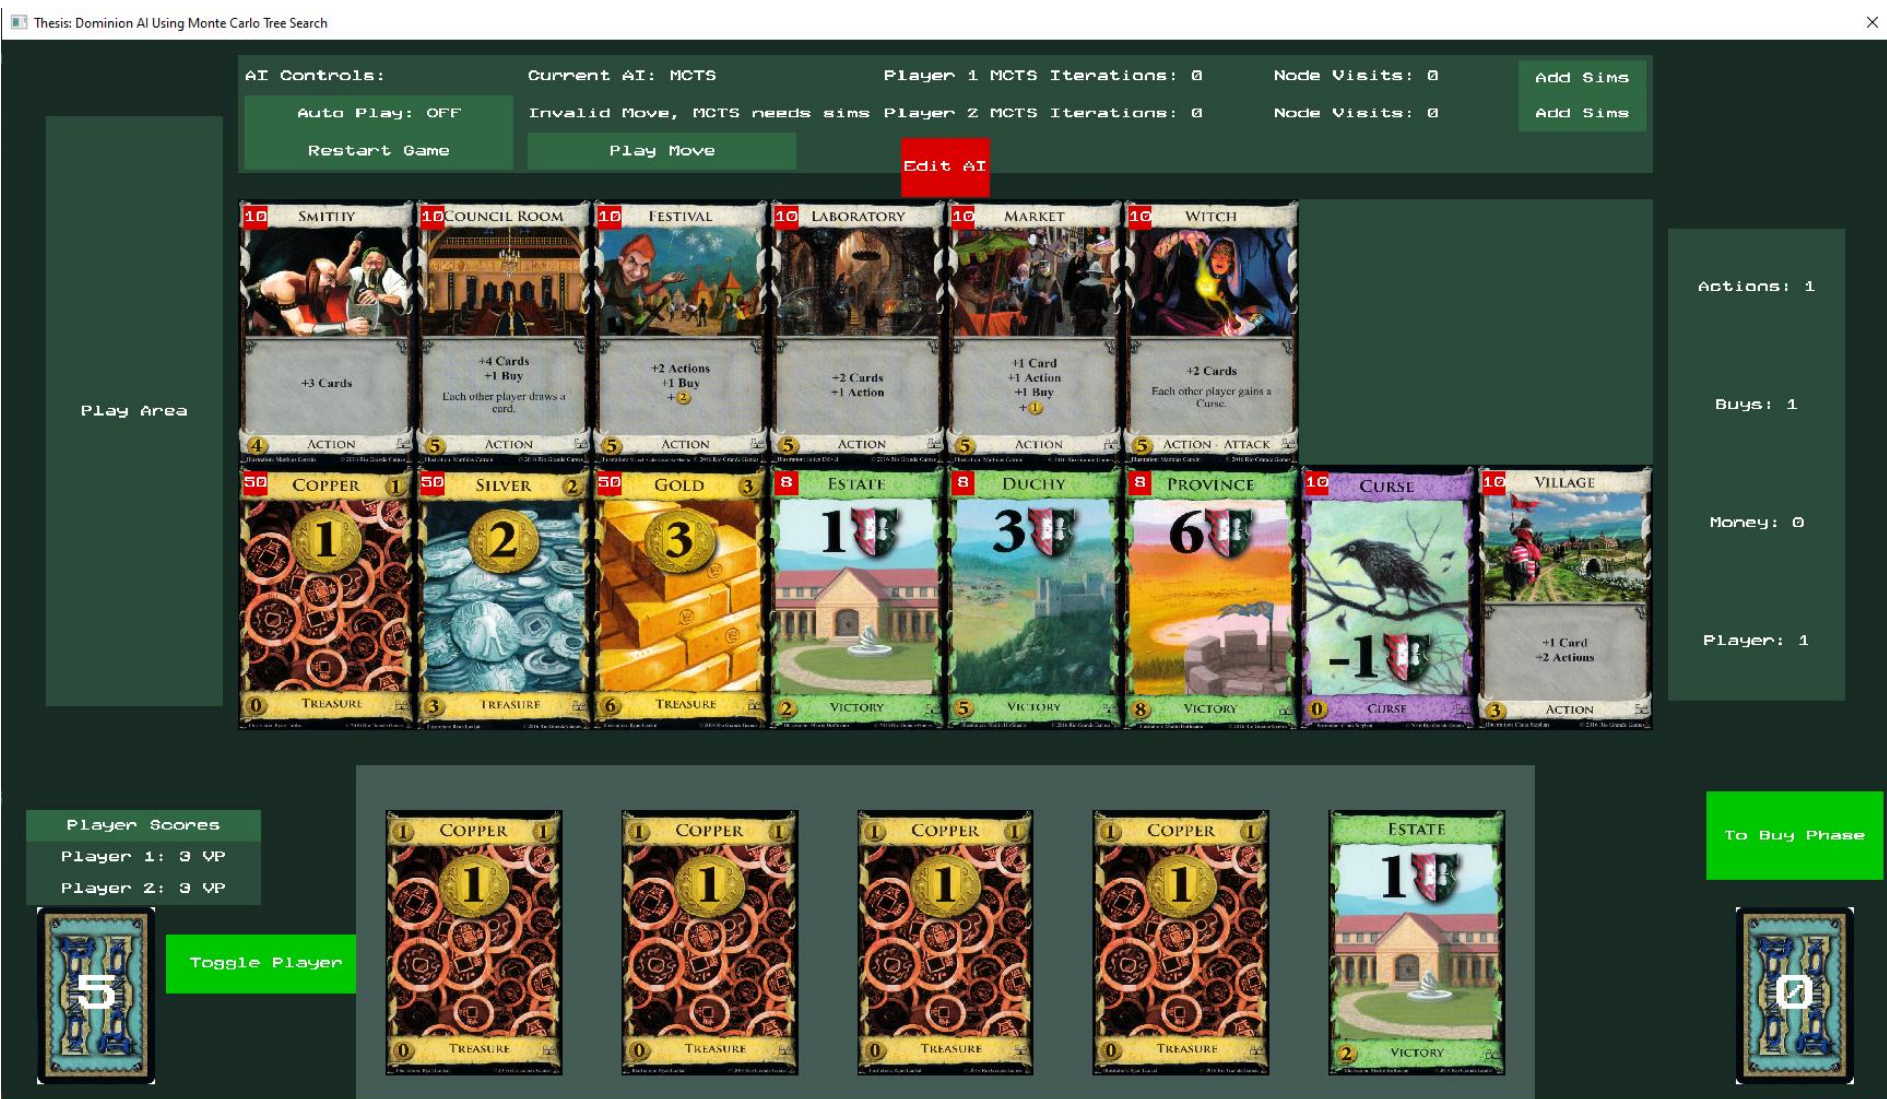 Thesis: Dominion AI Using Monte Carlo Tree Search
AI Controls:
Current AI: MCTS
Player 1 MCTS Iterations: 0
Node Visits: 0
Add Sims
Auto Play: OFF
Invalid Move, MCTS needs sims
Player 2 MCTS Iterations: 0
Node Visits: 0
Add Sims
Restart Game
Play Move
Edit AI
Play Area
10
SMITHY
+3 Cards
4
ACTION
10
COUNCIL ROOM
+4 Cards
+1 Buy
Each other player draws a
card.
5
ACTION
10
FESTIVAL
+2 Actions
+1 Buy
+2
5
ACTION
10
LABORATORY
+2 Cards
+1 Action
5
ACTION
10
MARKET
+1 Card
+1 Action
+1 Buy
+1
5
ACTION
10
WITCH
+2 Cards
Each other player gains a
Curse.
5
ACTION - ATTACK
50
COPPER
1
1
0
TREASURE
50
SILVER
2
2
3
TREASURE
50
GOLD
3
3
6
TREASURE
8
ESTATE
1
2
VICTORY
8
DUCHY
3
5
VICTORY
8
PROVINCE
6
8
VICTORY
10
CURSE
-1
0
CURSE
10
VILLAGE
+1 Card
+2 Actions
3
ACTION
Actions: 1
Buys: 1
Money: 0
Player: 1
Player Scores
Player 1: 3 VP
Player 2: 3 VP
5
Toggle Player
1
COPPER
1
1
0
TREASURE
1
COPPER
1
1
0
TREASURE
1
COPPER
1
1
0
TREASURE
1
COPPER
1
1
0
TREASURE
ESTATE
1
2
VICTORY
To Buy Phase
0